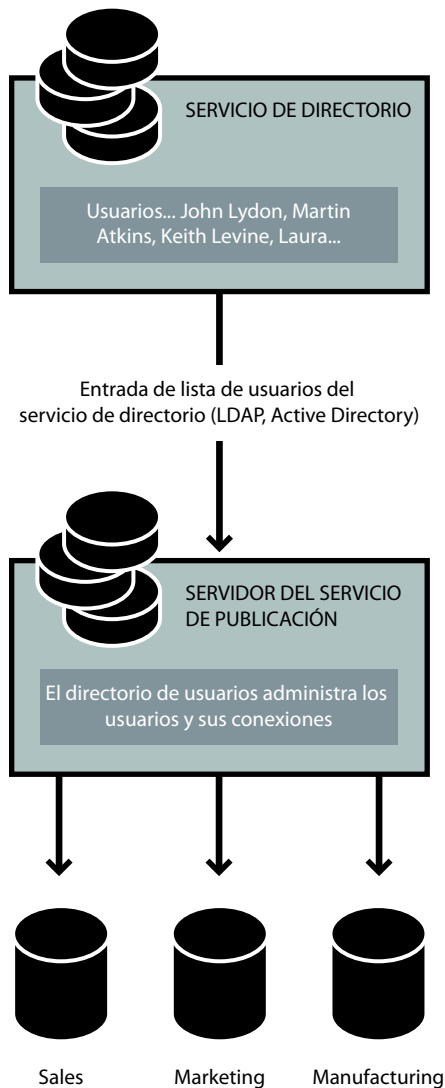 SERVICIO DE DIRECTORIO
Usuarios... John Lydon, Martin
Atkins, Keith Levine, Laura...
Entrada de lista de usuarios del
servicio de directorio (LDAP, Active Directory)
SERVIDOR DEL SERVICIO
DE PUBLICACIÓN
El directorio de usuarios administra los
usuarios y sus conexiones
Sales
Marketing
Manufacturing